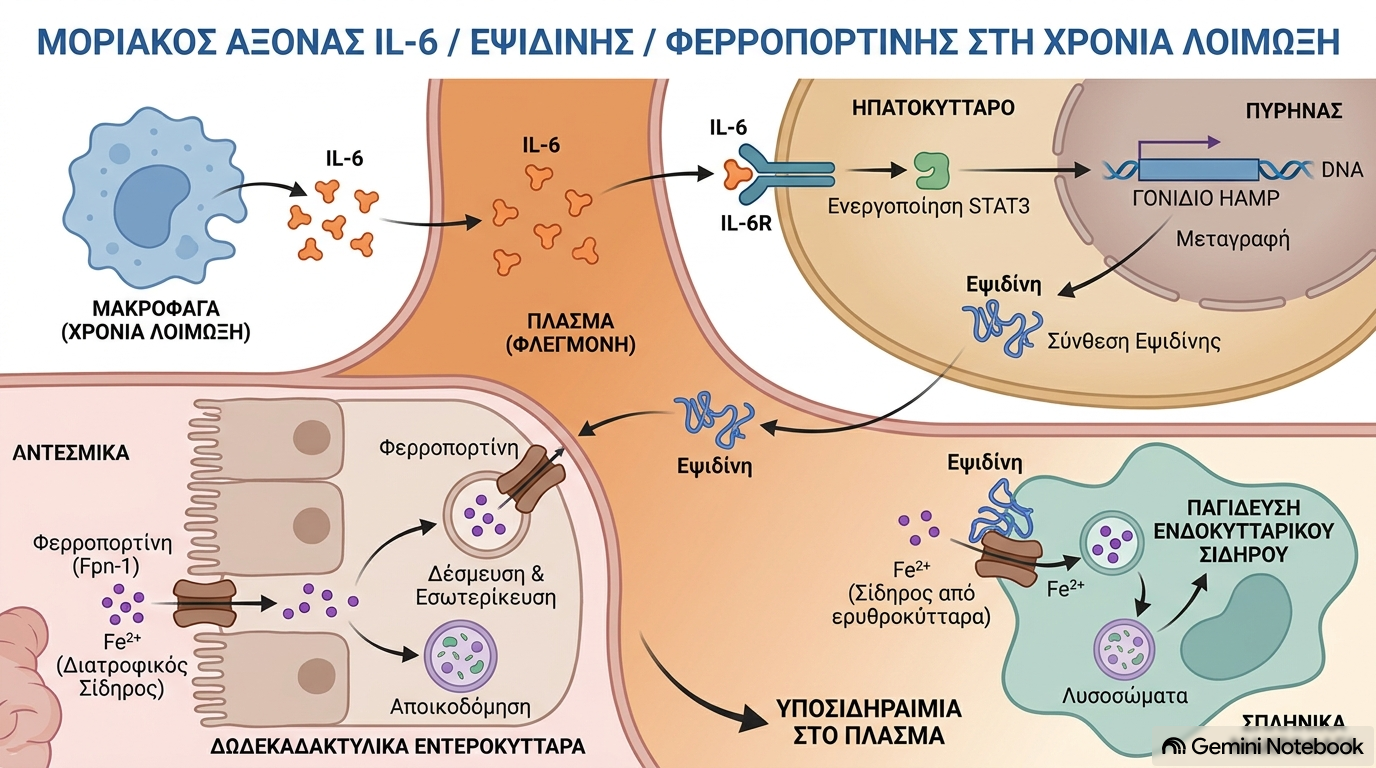 ΜΟΡΙΑΚΟΣ ΑΞΟΝΑΣ IL-6 / ΕΨΙΔΙΝΗΣ / ΦΕΡΡΟΠΟΡΤΙΝΗΣ ΣΤΗ ΧΡΟΝΙΑ ΛΟΙΜΩΞΗ
IL-6
ΜΑΚΡΟΦΑΓΑ
(ΧΡΟΝΙΑ ΛΟΙΜΩΞΗ)
IL-6
ΠΛΑΣΜΑ
(ΦΛΕΓΜΟΝΗ)
IL-6
IL-6R
ΗΠΑΤΟΚΥΤΤΑΡΟ
Ενεργοποίηση STAT3
ΠΥΡΗΝΑΣ
DNA
ΓΟΝΙΔΙΟ HAMP
Μεταγραφή
Εψιδίνη
Σύνθεση Εψιδίνης
Εψιδίνη
ΑΝΤΕΣΜΙΚΑ
Φερροπορτίνη
(Fpn-1)
Fe²⁺
(Διατροφικός
Σίδηρος)
Φερροπορτίνη
Δέσμευση &
Εσωτερίκευση
Αποικοδόμηση
ΔΩΔΕΚΑΔΑΚΤΥΛΙΚΑ ΕΝΤΕΡΟΚΥΤΤΑΡΑ
ΥΠΟΣΙΔΗΡΑΙΜΙΑ
ΣΤΟ ΠΛΑΣΜΑ
Εψιδίνη
Fe²⁺
(Σίδηρος από
ερυθροκύτταρα)
Fe²⁺
ΠΑΓΙΔΕΥΣΗ
ΕΝΔΟΚΥΤΤΑΡΙΚΟΥ
ΣΙΔΗΡΟΥ
Λυσοσώματα
ΣΠΛΗΝΙΚΑ
Gemini Notebook